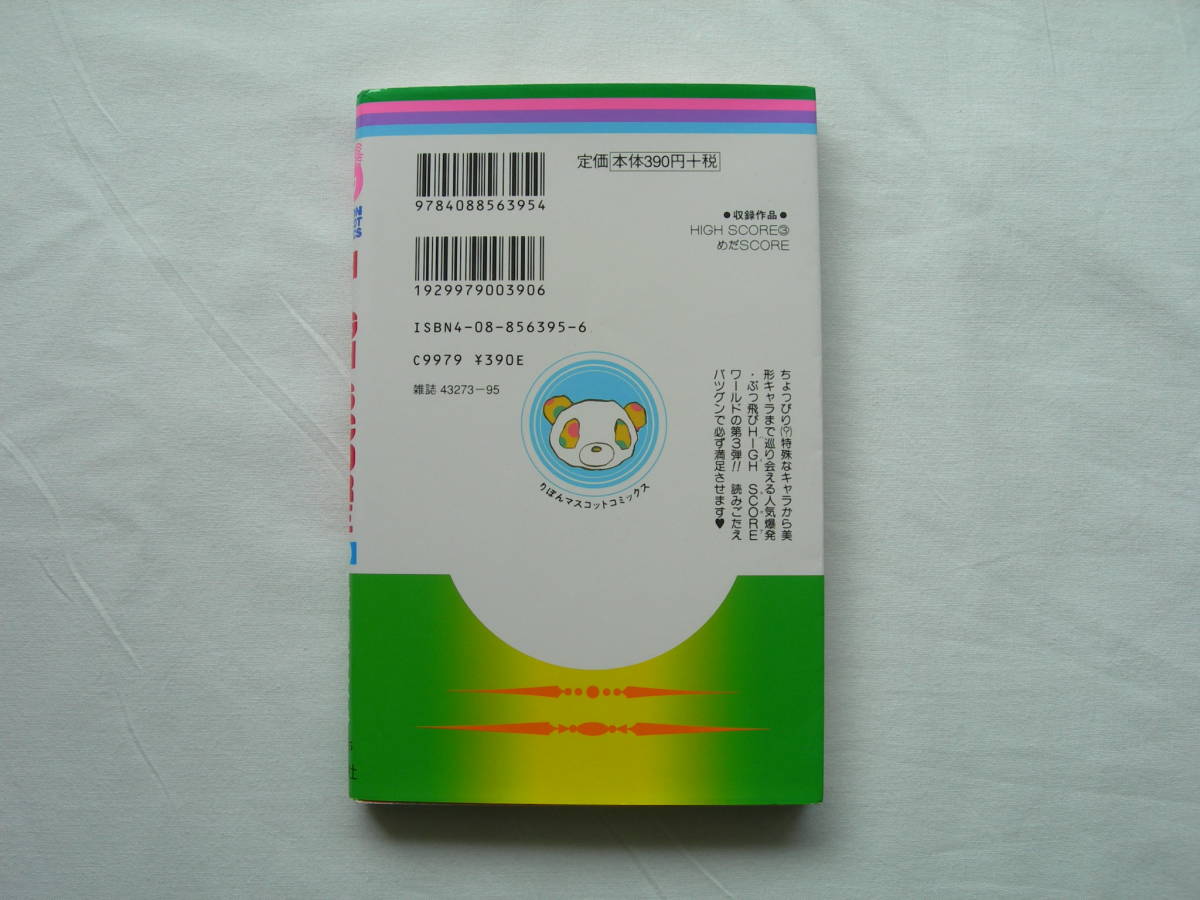 定価 本体390円+税
9784088563954
1929979003906
ISBN4-08-856395-6
C9979 ¥390E
雑誌 43273-95
●収録作品●
HIGH SCORE③
めだSCORE
ちょっぴり(?)特殊なキャラから美
形キャラまで巡り会える人気爆発
・ぶっ飛びHIGH SCORE
ワールドの第3弾!! 読みごたえ
バツグンで必ず満足させます♥
りぼんマスコットコミックス